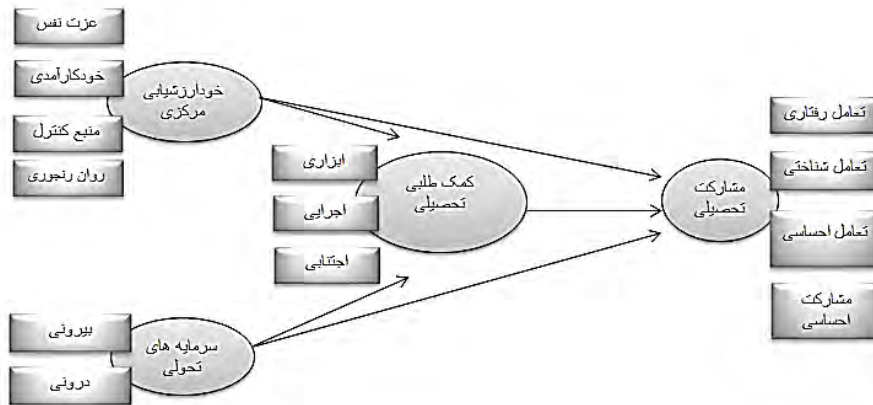 عزت نفس
خودکارآمدی
منبع کنترل
روان رنجوری
خودارزشیابی
مرکزی
ابزاری
اجرایی
اجتنابی
کمک طلبی
تحصیلی
بیرونی
درونی
سرمایه های
تحولی
مشارکت
تحصیلی
تعامل رفتاری
تعامل شناختی
تعامل احساسی
مشارکت
احساسی